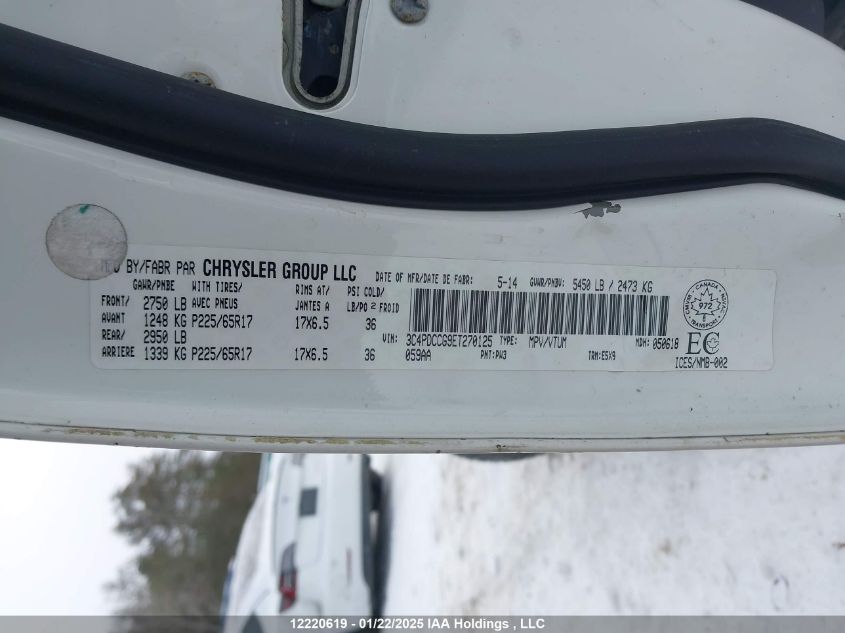 BY/FABR PAR CHRYSLER GROUP LLC DATE OF MFR/DATE DE FABR: 5-14 GVWR/PNBV: 5450 LB / 2473 KG
GAWR/PNBE WITH TIRES/ RIMS AT/ PSI COLD/
FRONT/ 2750 LB AVEC PNEUS JANTES A LB/PO2 FROID
AVANT 1248 KG P225/65R17 17X6.5 36
REAR/ 2950 LB
ARRIERE 1339 KG P225/65R17 17X6.5 36
VIN: 3C4PDCCG9ET270125 TYPE: MPV/VTUM MDH: 050618
059AA PNT:PW3 TRM:E5X9
CANADA
972
TRANSPORT
EC
ICES/NMB-002
12220619 - 01/22/2025 IAA Holdings , LLC